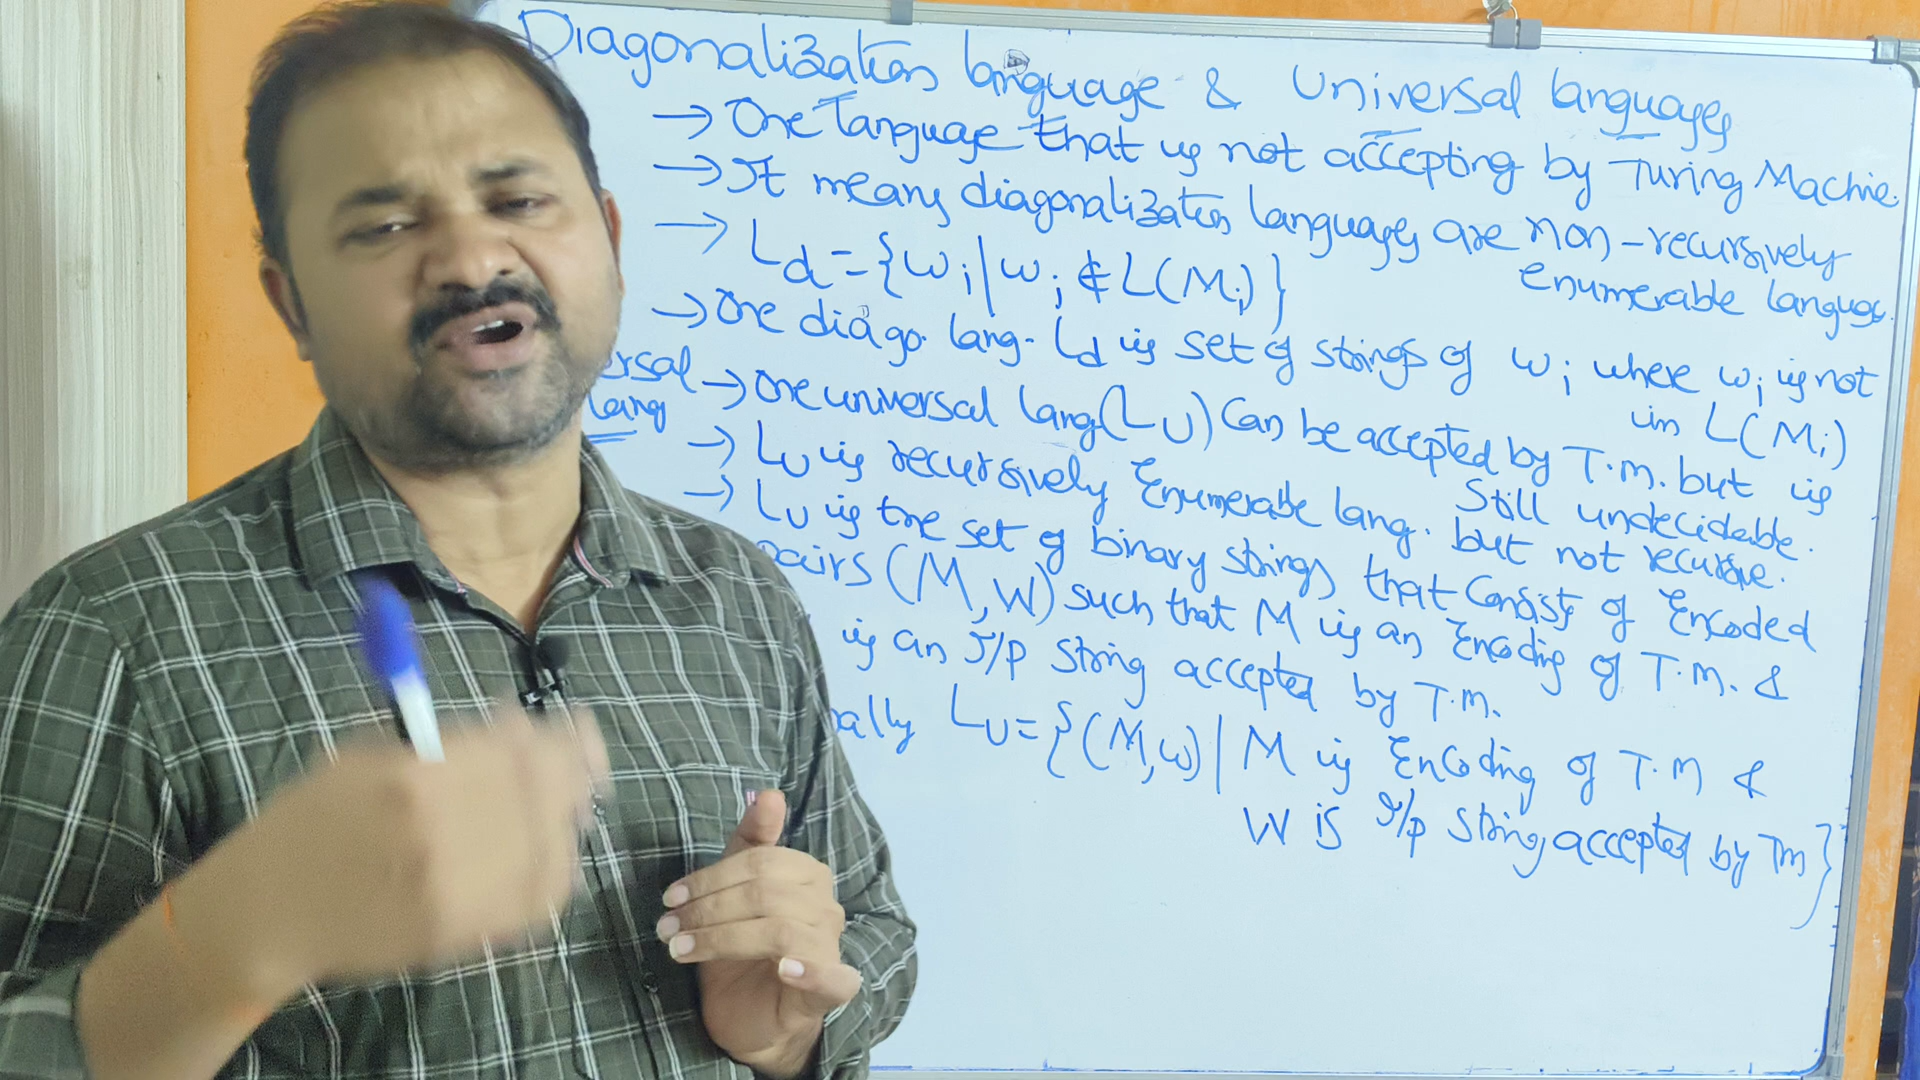 Diagonalization language & Universal languages
→ One language that is not accepting by Turing Machine.
→ It means diagonalization languages are non-recursively
enumerable language.
→ Ld = {wi | wi ∉ L(Mi)}
→ One diago. lang. Ld is set of strings of wi where wi is not
in L(Mi)
ersal
lang
→ One universal lang(LU) Can be accepted by T.M. but is
Still undecidable.
→ LU is recursively Enumerable lang. but not recursive.
→ LU is the set of binary strings that Consists of Encoded
pairs (M,W) such that M is an Encoding of T.M. &
is an I/p string accepted by T.M.
ally LU = {(M,w) | M is Encoding of T.M &
W is I/p string accepted by TM}